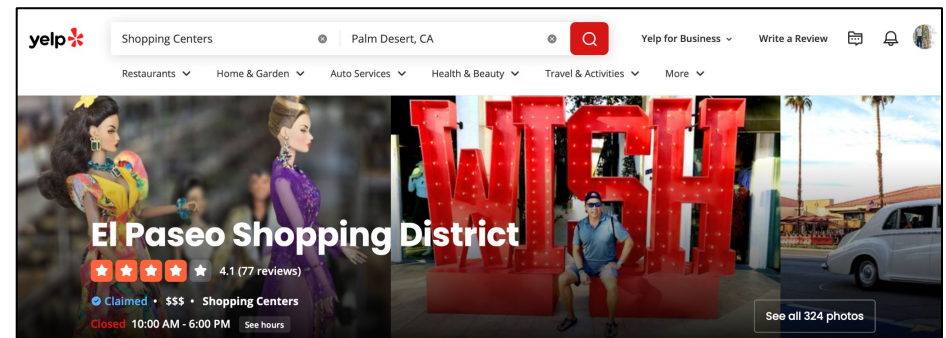 yelp
Shopping Centers
Palm Desert, CA
Yelp for Business
Write a Review
Restaurants
Home & Garden
Auto Services
Health & Beauty
Travel & Activities
More
WISH
El Paseo Shopping District
4.1 (77 reviews)
Claimed • $$$ • Shopping Centers
Closed 10:00 AM - 6:00 PM See hours
See all 324 photos